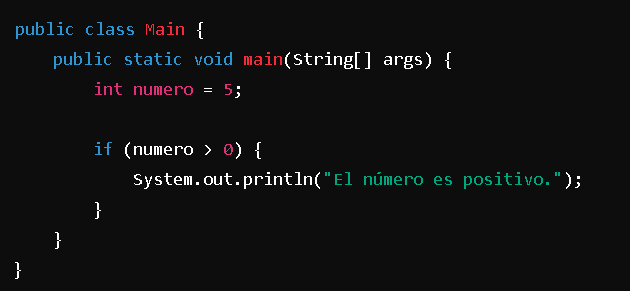 public class Main {
    public static void main(String[] args) {
        int numero = 5;

        if (numero > 0) {
            System.out.println("El número es positivo.");
        }
    }
}